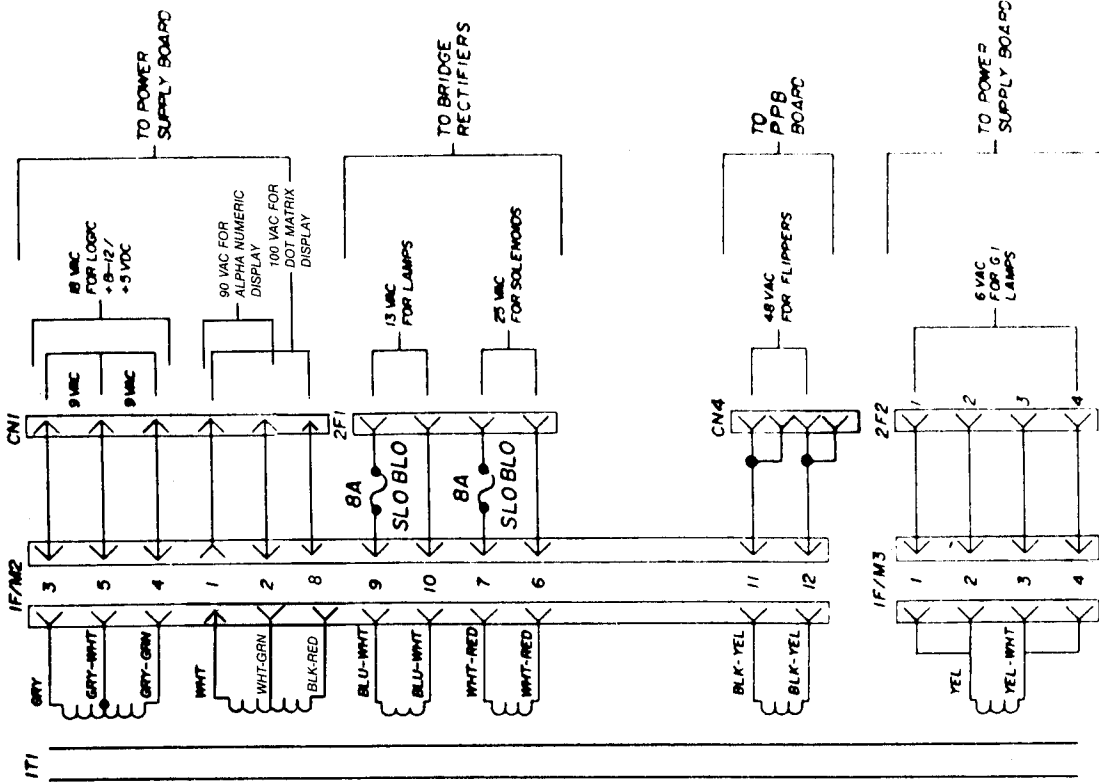 1T1
GRY
GRY-WHT
GRY-GRN
WHT
WHT-GRN
BLK-RED
BLU-WHT
BLU-WHT
WHT-RED
WHT-RED
BLK-YEL
BLK-YEL
YEL
YEL-WHT
1F/M2
3
5
4
1
2
8
9
10
7
6
11
12
1F/M3
1
2
3
4
8A
SLO BLO
8A
SLO BLO
CN1
2F1
CN4
2F2
1
2
3
4
9 VAC
9 VAC
18 VAC
FOR LOGIC
+8-12/
+5 VDC
90 VAC FOR
ALPHA NUMERIC
DISPLAY
100 VAC FOR
DOT MATRIX
DISPLAY
13 VAC
FOR LAMPS
25 VAC
FOR SOLENOIDS
48 VAC
FOR FLIPPERS
6 VAC
FOR G I
LAMPS
TO POWER
SUPPLY BOARD
TO BRIDGE
RECTIFIERS
TO
PPB
BOARD
TO POWER
SUPPLY BOARD